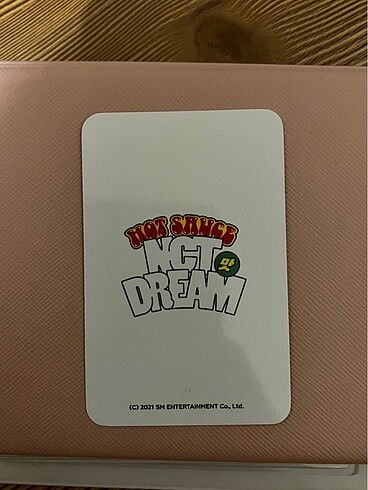 HOT SAUCE
NCT
맛
DREAM
(C) 2021 SM ENTERTAINMENT Co., Ltd.